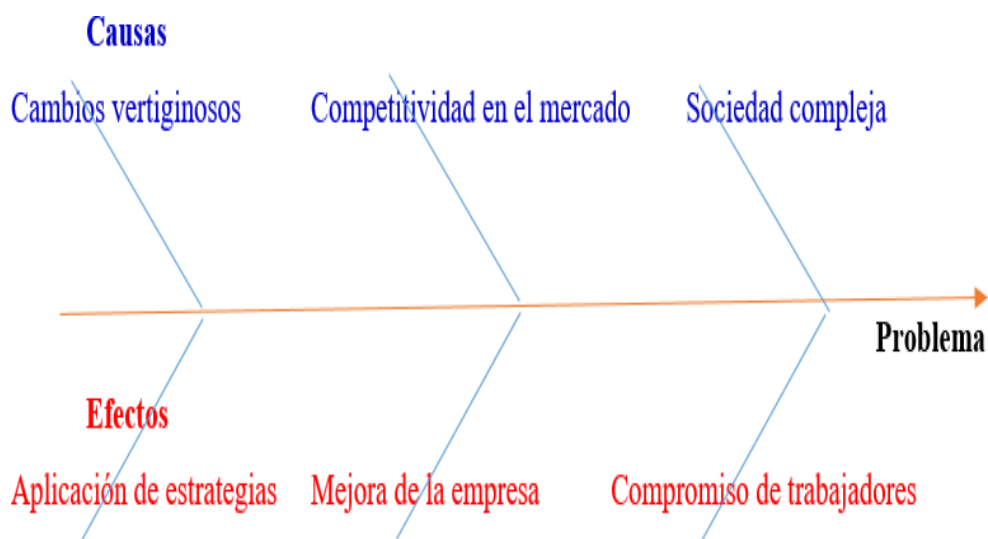 Causas
Cambios vertiginosos
Competitividad en el mercado
Sociedad compleja
Problema
Efectos
Aplicación de estrategias
Mejora de la empresa
Compromiso de trabajadores